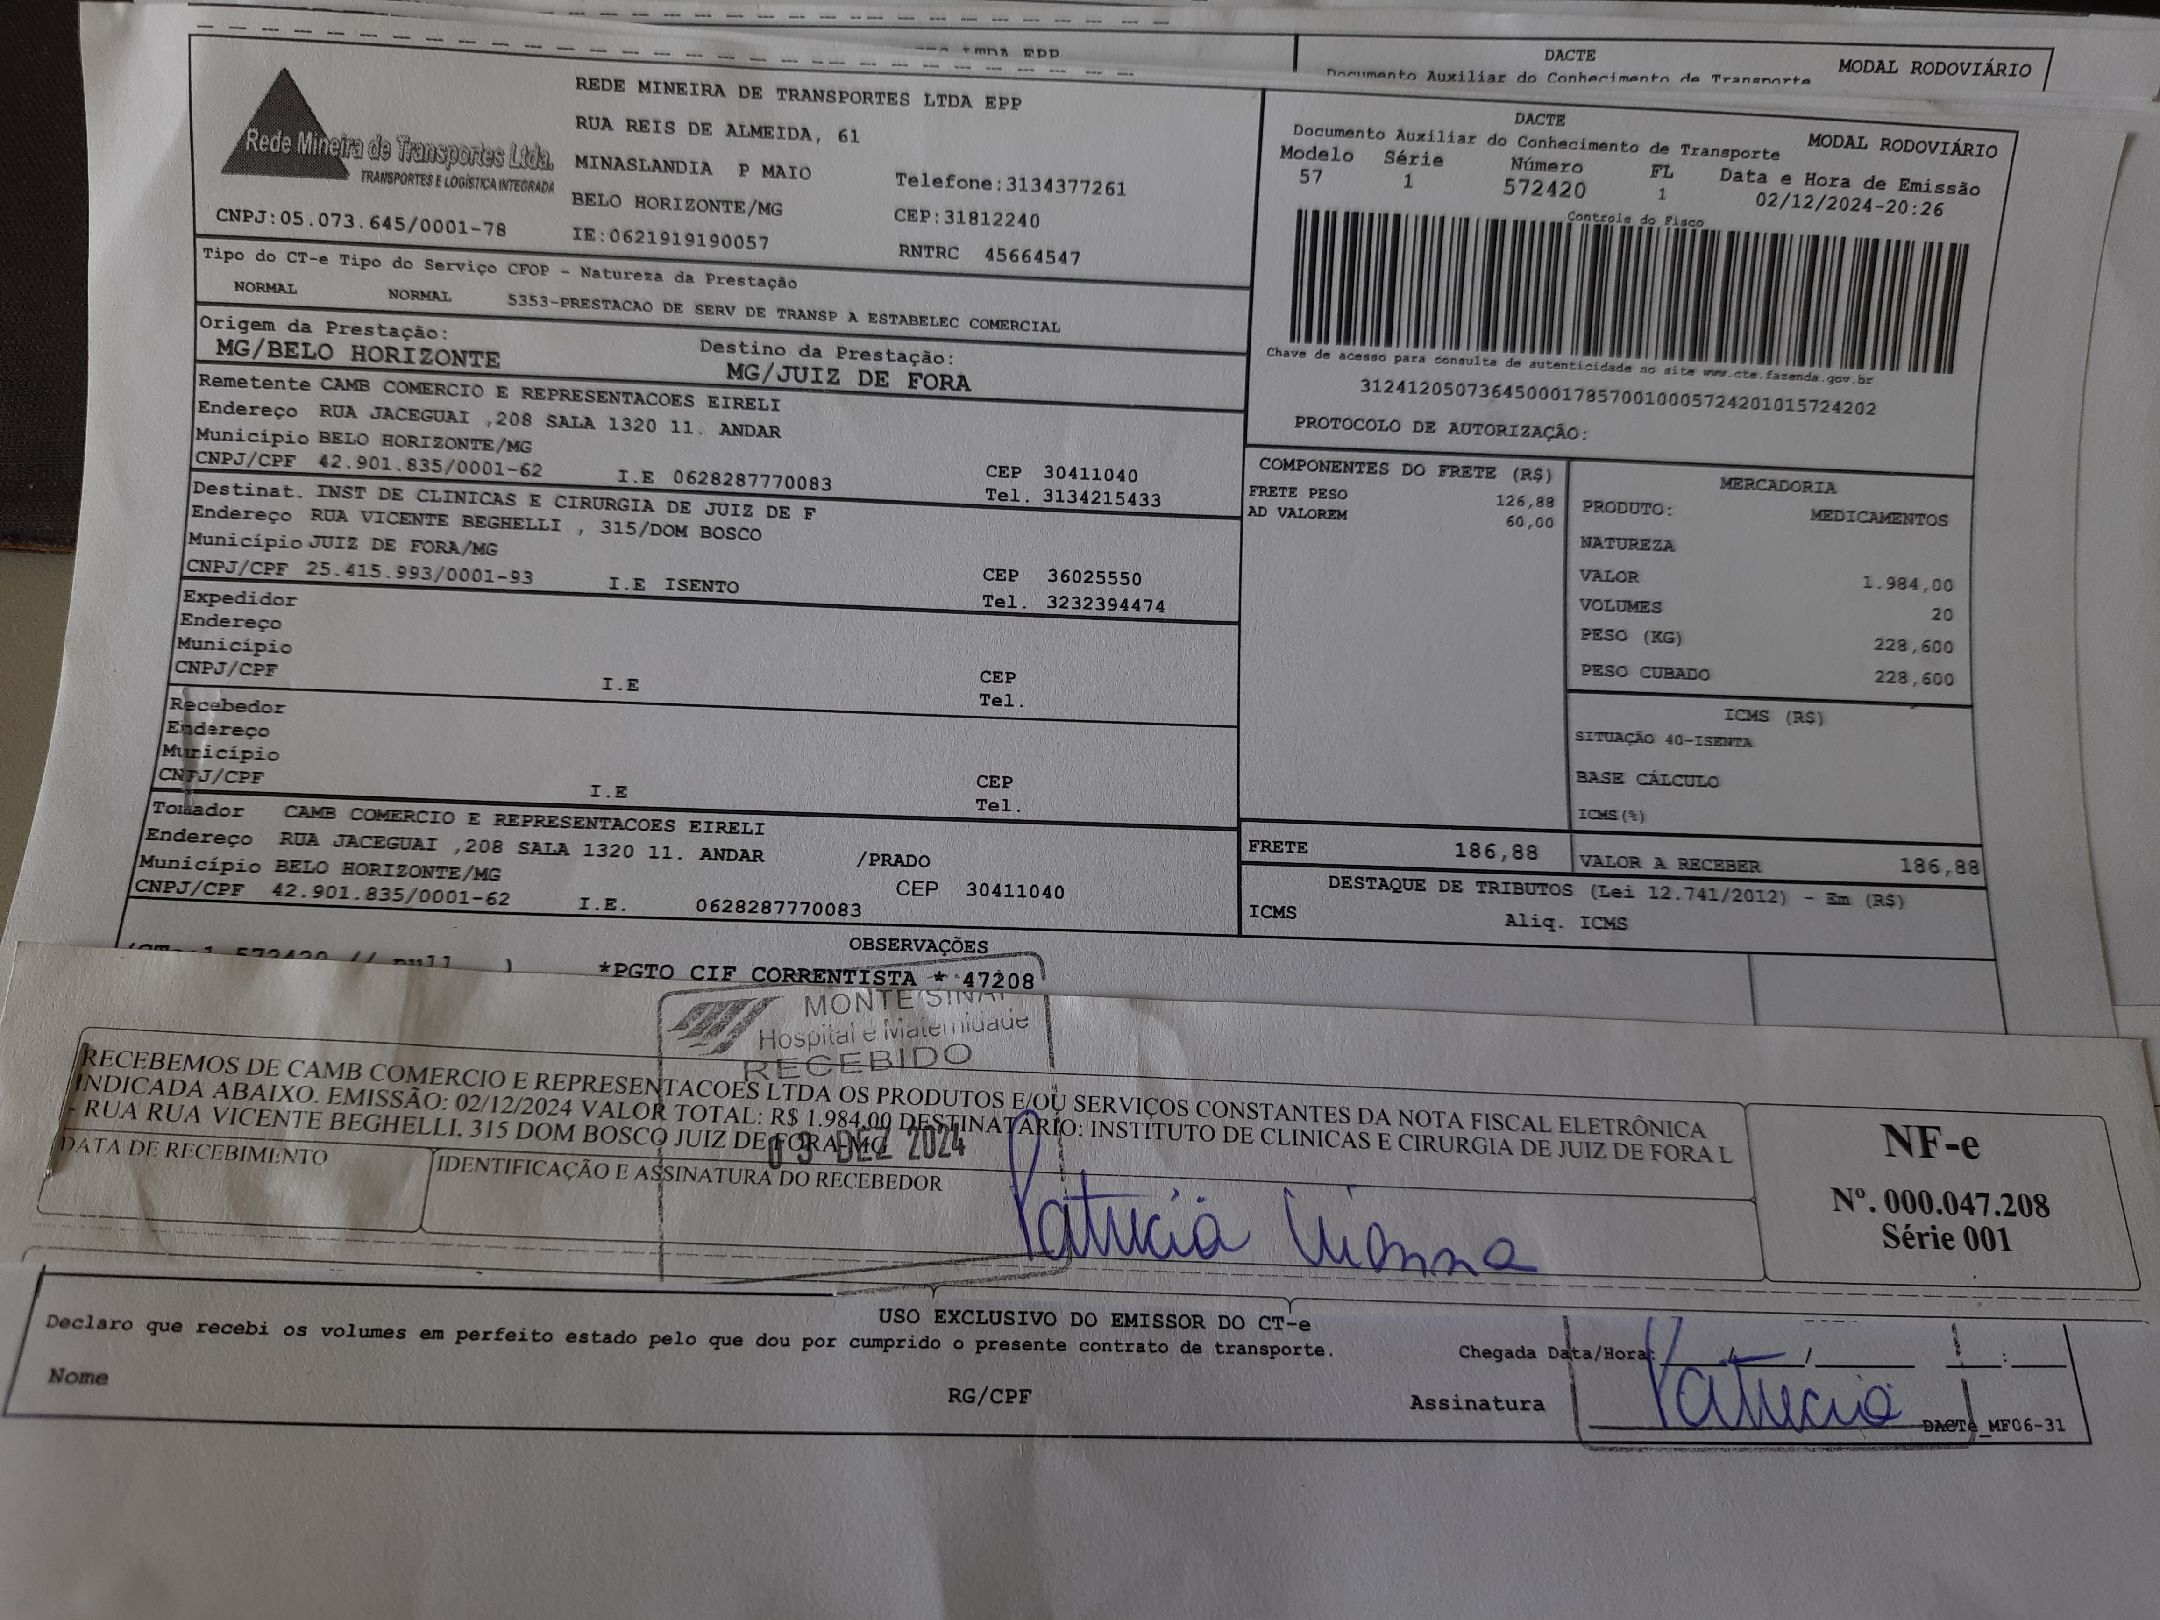 LTDA EPP
DACTE
Documento Auxiliar do Conhecimento de Transporte
MODAL RODOVIÁRIO
Rede Mineira de Transportes Ltda.
TRANSPORTES E LOGÍSTICA INTEGRADA
CNPJ:05.073.645/0001-78
REDE MINEIRA DE TRANSPORTES LTDA EPP
RUA REIS DE ALMEIDA, 61
MINASLANDIA P MAIO
Telefone:3134377261
BELO HORIZONTE/MG
CEP:31812240
IE:0621919190057
RNTRC 45664547
DACTE
Documento Auxiliar do Conhecimento de Transporte
MODAL RODOVIÁRIO
Modelo Série Número FL Data e Hora de Emissão
57 1 572420 1 02/12/2024-20:26
Controle do Fisco
Chave de acesso para consulta de autenticidade no site www.cte.fazenda.gov.br
31241205073645000178570010005724201015724202
PROTOCOLO DE AUTORIZAÇÃO:
Tipo do CT-e Tipo do Serviço CFOP - Natureza da Prestação
NORMAL NORMAL 5353-PRESTACAO DE SERV DE TRANSP A ESTABELEC COMERCIAL
Origem da Prestação: Destino da Prestação:
MG/BELO HORIZONTE MG/JUIZ DE FORA
Remetente CAMB COMERCIO E REPRESENTACOES EIRELI
Endereço RUA JACEGUAI ,208 SALA 1320 11. ANDAR
Município BELO HORIZONTE/MG CEP 30411040
CNPJ/CPF 42.901.835/0001-62 I.E 0628287770083 Tel. 3134215433
Destinat. INST DE CLINICAS E CIRURGIA DE JUIZ DE F
Endereço RUA VICENTE BEGHELLI , 315/DOM BOSCO
Município JUIZ DE FORA/MG CEP 36025550
CNPJ/CPF 25.415.993/0001-93 I.E ISENTO Tel. 3232394474
Expedidor
Endereço
Município CEP
CNPJ/CPF I.E Tel.
Recebedor
Endereço
Município CEP
CNPJ/CPF I.E Tel.
Tomador CAMB COMERCIO E REPRESENTACOES EIRELI
Endereço RUA JACEGUAI ,208 SALA 1320 11. ANDAR /PRADO
Município BELO HORIZONTE/MG CEP 30411040
CNPJ/CPF 42.901.835/0001-62 I.E. 0628287770083
COMPONENTES DO FRETE (R$)
FRETE PESO 126,88
AD VALOREM 60,00
MERCADORIA
PRODUTO: MEDICAMENTOS
NATUREZA
VALOR 1.984,00
VOLUMES 20
PESO (KG) 228,600
PESO CUBADO 228,600
ICMS (R$)
SITUAÇÃO 40-ISENTA
BASE CÁLCULO
ICMS(%)
FRETE 186,88
VALOR A RECEBER 186,88
DESTAQUE DE TRIBUTOS (Lei 12.741/2012) - Em (R$)
ICMS Aliq. ICMS
OBSERVAÇÕES
572420 // null ) *PGTO CIF CORRENTISTA * 47208
MONTE SINAI
Hospital e Maternidade
RECEBIDO
03 DEZ 2024
RECEBEMOS DE CAMB COMERCIO E REPRESENTACOES LTDA OS PRODUTOS E/OU SERVIÇOS CONSTANTES DA NOTA FISCAL ELETRÔNICA
INDICADA ABAIXO. EMISSÃO: 02/12/2024 VALOR TOTAL: R$ 1.984,00 DESTINATÁRIO: INSTITUTO DE CLINICAS E CIRURGIA DE JUIZ DE FORA L
- RUA RUA VICENTE BEGHELLI, 315 DOM BOSCO JUIZ DE FORA-MG
DATA DE RECEBIMENTO
IDENTIFICAÇÃO E ASSINATURA DO RECEBEDOR
Patricia Vianna
NF-e
Nº. 000.047.208
Série 001
USO EXCLUSIVO DO EMISSOR DO CT-e
Declaro que recebi os volumes em perfeito estado pelo que dou por cumprido o presente contrato de transporte.
Chegada Data/Hora: / / :
Nome
RG/CPF
Assinatura
Patricia
DACTe_MF06-31